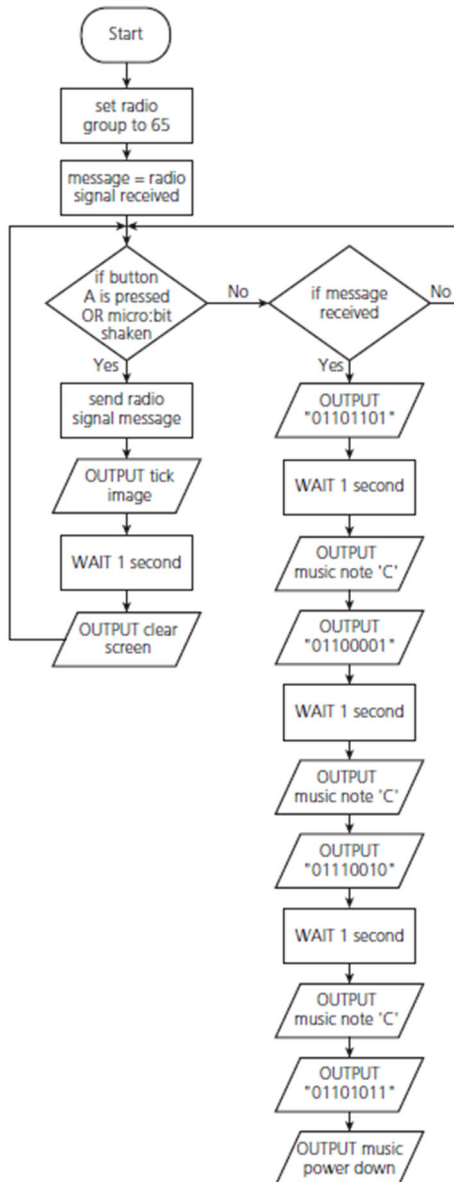 Start
set radio
group to 65
message = radio
signal received
if button
A is pressed
OR micro:bit
shaken
No
if message
received
No
Yes
Yes
send radio
signal message
OUTPUT tick
image
WAIT 1 second
OUTPUT clear
screen
OUTPUT
"01101101"
WAIT 1 second
OUTPUT
music note 'C'
OUTPUT
"01100001"
WAIT 1 second
OUTPUT
music note 'C'
OUTPUT
"01110010"
WAIT 1 second
OUTPUT
music note 'C'
OUTPUT
"01101011"
OUTPUT music
power down